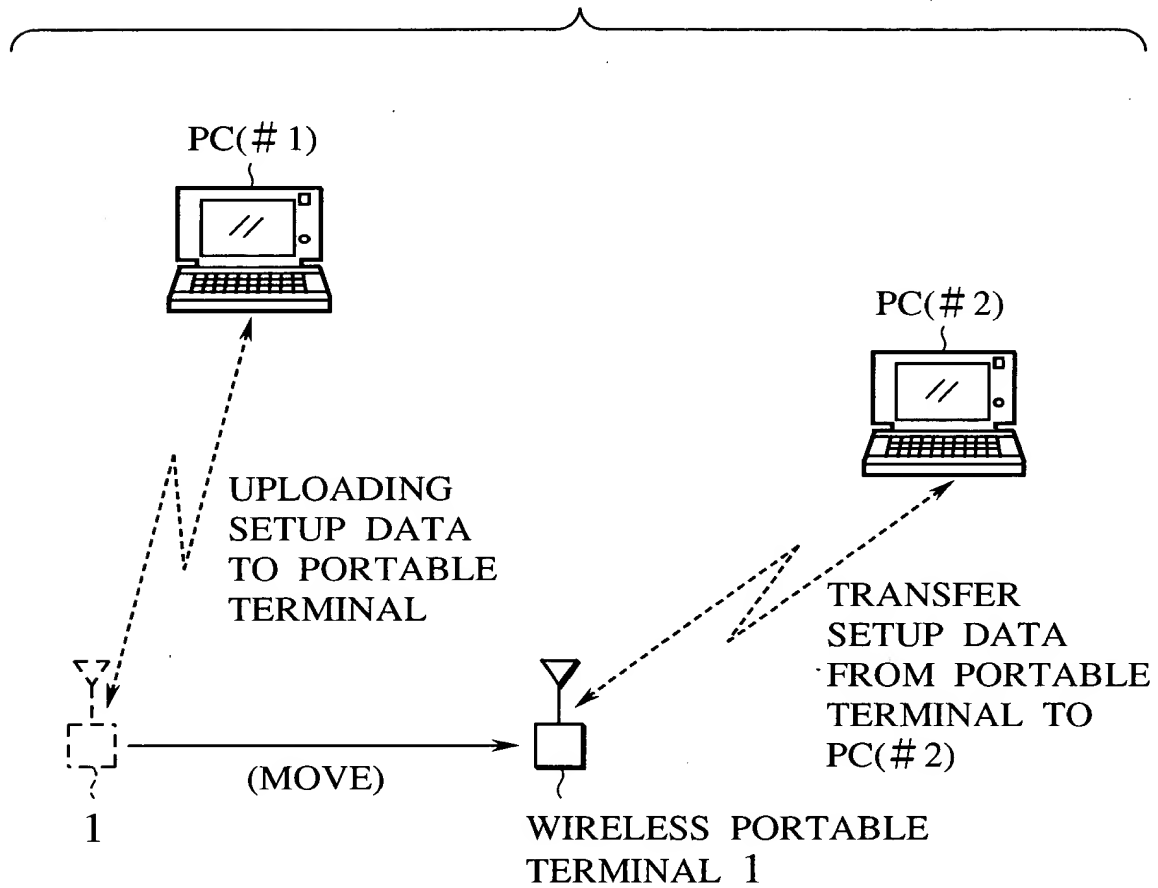 PC(# 1)
PC(# 2)
UPLOADING
SETUP DATA
TO PORTABLE
TERMINAL
TRANSFER
SETUP DATA
FROM PORTABLE
TERMINAL TO
PC(# 2)
(MOVE)
1
WIRELESS PORTABLE
TERMINAL 1